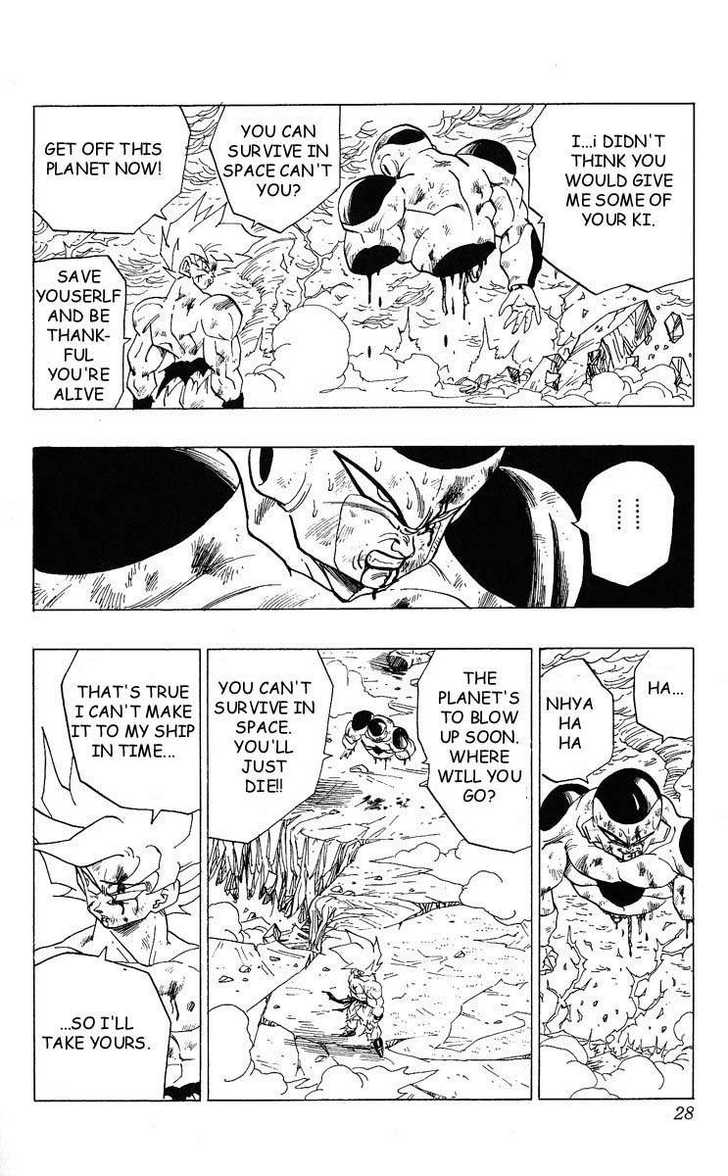 I...i DIDN'T
THINK YOU
WOULD GIVE
ME SOME OF
YOUR KI.
YOU CAN
SURVIVE IN
SPACE CAN'T
YOU?
GET OFF THIS
PLANET NOW!
SAVE
YOUSERLF
AND BE
THANK-
FUL
YOU'RE
ALIVE
......
HA...
NHYA
HA
HA
THE
PLANET'S
TO BLOW
UP SOON.
WHERE
WILL YOU
GO?
YOU CAN'T
SURVIVE IN
SPACE.
YOU'LL
JUST
DIE!!
THAT'S TRUE
I CAN'T MAKE
IT TO MY SHIP
IN TIME...
...SO I'LL
TAKE YOURS.
28